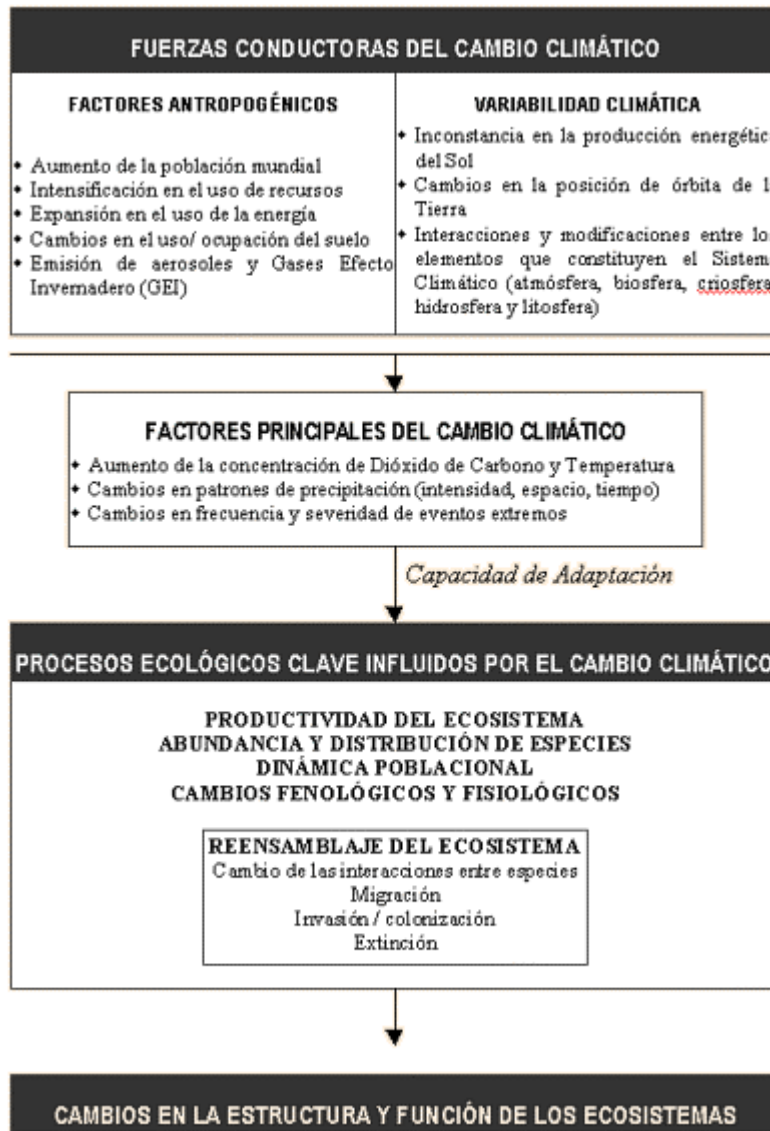 FUERZAS CONDUCTORAS DEL CAMBIO CLIMÁTICO
FACTORES ANTROPOGÉNICOS
♦ Aumento de la población mundial
♦ Intensificación en el uso de recursos
♦ Expansión en el uso de la energía
♦ Cambios en el uso/ ocupación del suelo
♦ Emisión de aerosoles y Gases Efecto
Invernadero (GEI)
VARIABILIDAD CLIMÁTICA
♦ Inconstancia en la producción energétic
del Sol
♦ Cambios en la posición de órbita de l
Tierra
♦ Interacciones y modificaciones entre lo
elementos que constituyen el Sistem
Climático (atmósfera, biosfera, criosfera
hidrosfera y litosfera)
FACTORES PRINCIPALES DEL CAMBIO CLIMÁTICO
♦ Aumento de la concentración de Dióxido de Carbono y Temperatura
♦ Cambios en patrones de precipitación (intensidad, espacio, tiempo)
♦ Cambios en frecuencia y severidad de eventos extremos
Capacidad de Adaptación
PROCESOS ECOLÓGICOS CLAVE INFLUIDOS POR EL CAMBIO CLIMÁTICO
PRODUCTIVIDAD DEL ECOSISTEMA
ABUNDANCIA Y DISTRIBUCIÓN DE ESPECIES
DINÁMICA POBLACIONAL
CAMBIOS FENOLÓGICOS Y FISIOLÓGICOS
REENSAMBLAJE DEL ECOSISTEMA
Cambio de las interacciones entre especies
Migración
Invasión / colonización
Extinción
CAMBIOS EN LA ESTRUCTURA Y FUNCIÓN DE LOS ECOSISTEMAS